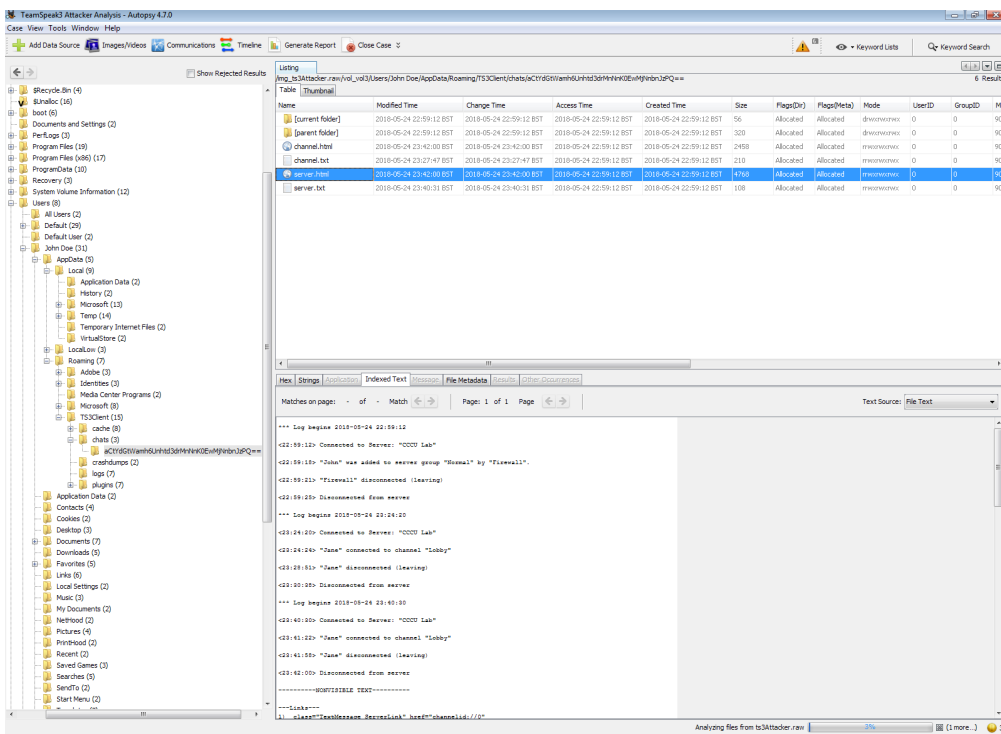 TeamSpeak3 Attacker Analysis - Autopsy 4.7.0
Case View Tools Window Help
Add Data Source Images/Videos Communications Timeline Generate Report Close Case Keyword Lists Keyword Search
Show Rejected Results
$Recycle.Bin (4)
$Unalloc (16)
boot (6)
Documents and Settings (2)
PerfLogs (3)
Program Files (19)
Program Files (x86) (17)
ProgramData (10)
Recovery (3)
System Volume Information (12)
Users (8)
All Users (2)
Default (29)
Default User (2)
John Doe (31)
AppData (5)
Local (9)
Application Data (2)
History (2)
Microsoft (13)
Temp (14)
Temporary Internet Files (2)
VirtualStore (2)
LocalLow (3)
Roaming (7)
Adobe (3)
Identities (3)
Media Center Programs (2)
Microsoft (8)
TS3Client (15)
cache (8)
chats (3)
crashdumps (2)
logs (7)
plugins (7)
Application Data (2)
Contacts (4)
Cookies (2)
Desktop (3)
Documents (7)
Downloads (5)
Favorites (5)
Links (6)
Local Settings (2)
Music (3)
My Documents (2)
NetHood (2)
Pictures (4)
PrintHood (2)
Recent (2)
Saved Games (3)
Searches (5)
SendTo (2)
Start Menu (2)
Listing
6 Result
Table Thumbnail
Name Modified Time Change Time Access Time Created Time Size Flags(Dir) Flags(Meta) Mode UserID GroupID M
[current folder] 2018-05-24 22:59:12 BST 2018-05-24 22:59:12 BST 2018-05-24 22:59:12 BST 2018-05-24 22:59:12 BST 56 Allocated Allocated drwxrwxrwx 0 0 90
[parent folder] 2018-05-24 22:59:12 BST 2018-05-24 22:59:12 BST 2018-05-24 22:59:12 BST 2018-05-24 22:59:12 BST 320 Allocated Allocated drwxrwxrwx 0 0 90
channel.html 2018-05-24 23:42:00 BST 2018-05-24 23:42:00 BST 2018-05-24 22:59:12 BST 2018-05-24 22:59:12 BST 2458 Allocated Allocated rrwxrwxrwx 0 0 90
channel.txt 2018-05-24 23:27:47 BST 2018-05-24 23:27:47 BST 2018-05-24 22:59:12 BST 2018-05-24 22:59:12 BST 210 Allocated Allocated rrwxrwxrwx 0 0 90
server.html 2018-05-24 23:42:00 BST 2018-05-24 23:42:00 BST 2018-05-24 22:59:12 BST 2018-05-24 22:59:12 BST 4768 Allocated Allocated rrwxrwxrwx 0 0 90
server.txt 2018-05-24 23:40:31 BST 2018-05-24 23:40:31 BST 2018-05-24 22:59:12 BST 2018-05-24 22:59:12 BST 108 Allocated Allocated rrwxrwxrwx 0 0 90
Hex Strings Application Indexed Text Message File Metadata Results Other Occurrences
Matches on page: - of - Match Page: 1 of 1 Page Text Source: File Text
*** Log begins 2018-05-24 22:59:12
<22:59:12> Connected to Server: "CCCU Lab"
<22:59:18> "John" was added to server group "Normal" by "Firewall".
<22:59:21> "Firewall" disconnected (leaving)
<22:59:25> Disconnected from server
*** Log begins 2018-05-24 23:24:20
<23:24:20> Connected to Server: "CCCU Lab"
<23:24:24> "Jane" connected to channel "Lobby"
<23:28:51> "Jane" disconnected (leaving)
<23:30:38> Disconnected from server
*** Log begins 2018-05-24 23:40:30
<23:40:30> Connected to Server: "CCCU Lab"
<23:41:22> "Jane" connected to channel "Lobby"
<23:41:58> "Jane" disconnected (leaving)
<23:42:00> Disconnected from server
----------NONVISIBLE TEXT----------
---Links---
1) class="TextMessage_ServerLink" href="channelid://0"
Analyzing files from ts3Attacker.raw 3% (1 more...)